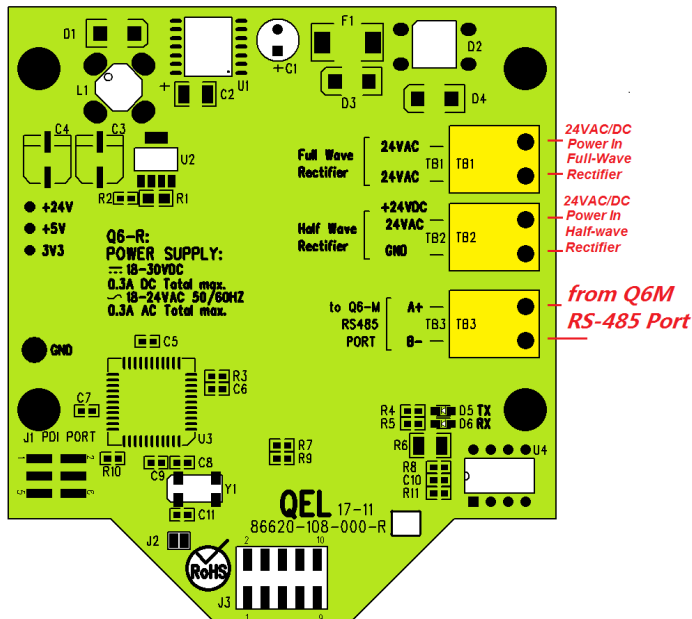 D1
U1
+
C1
F1
D2
L1
+
C2
D3
D4
C4
C3
U2
R2
R1
+24V
+5V
3V3
Full Wave
Rectifier
24VAC
24VAC
TB1
TB1
24VAC/DC
Power In
Full-Wave
Rectifier
Half Wave
Rectifier
+24VDC
24VAC
GND
TB2
TB2
24VAC/DC
Power In
Half-wave
Rectifier
Q6-R:
POWER SUPPLY:
18-30VDC
0.3A DC Total max.
18-24VAC 50/60HZ
0.3A AC Total max.
to Q6-M
RS485
PORT
A+
B-
TB3
TB3
from Q6M
RS-485 Port
GND
C5
R3
C6
C7
J1 PDI PORT
1
2
5
6
U3
R10
C9
C8
Y1
C11
R7
R9
R4
R5
D5 TX
D6 RX
R6
R8
C10
R11
U4
QEL 17-11
86620-108-000-R
J2
RoHS
2
10
J3
1
9